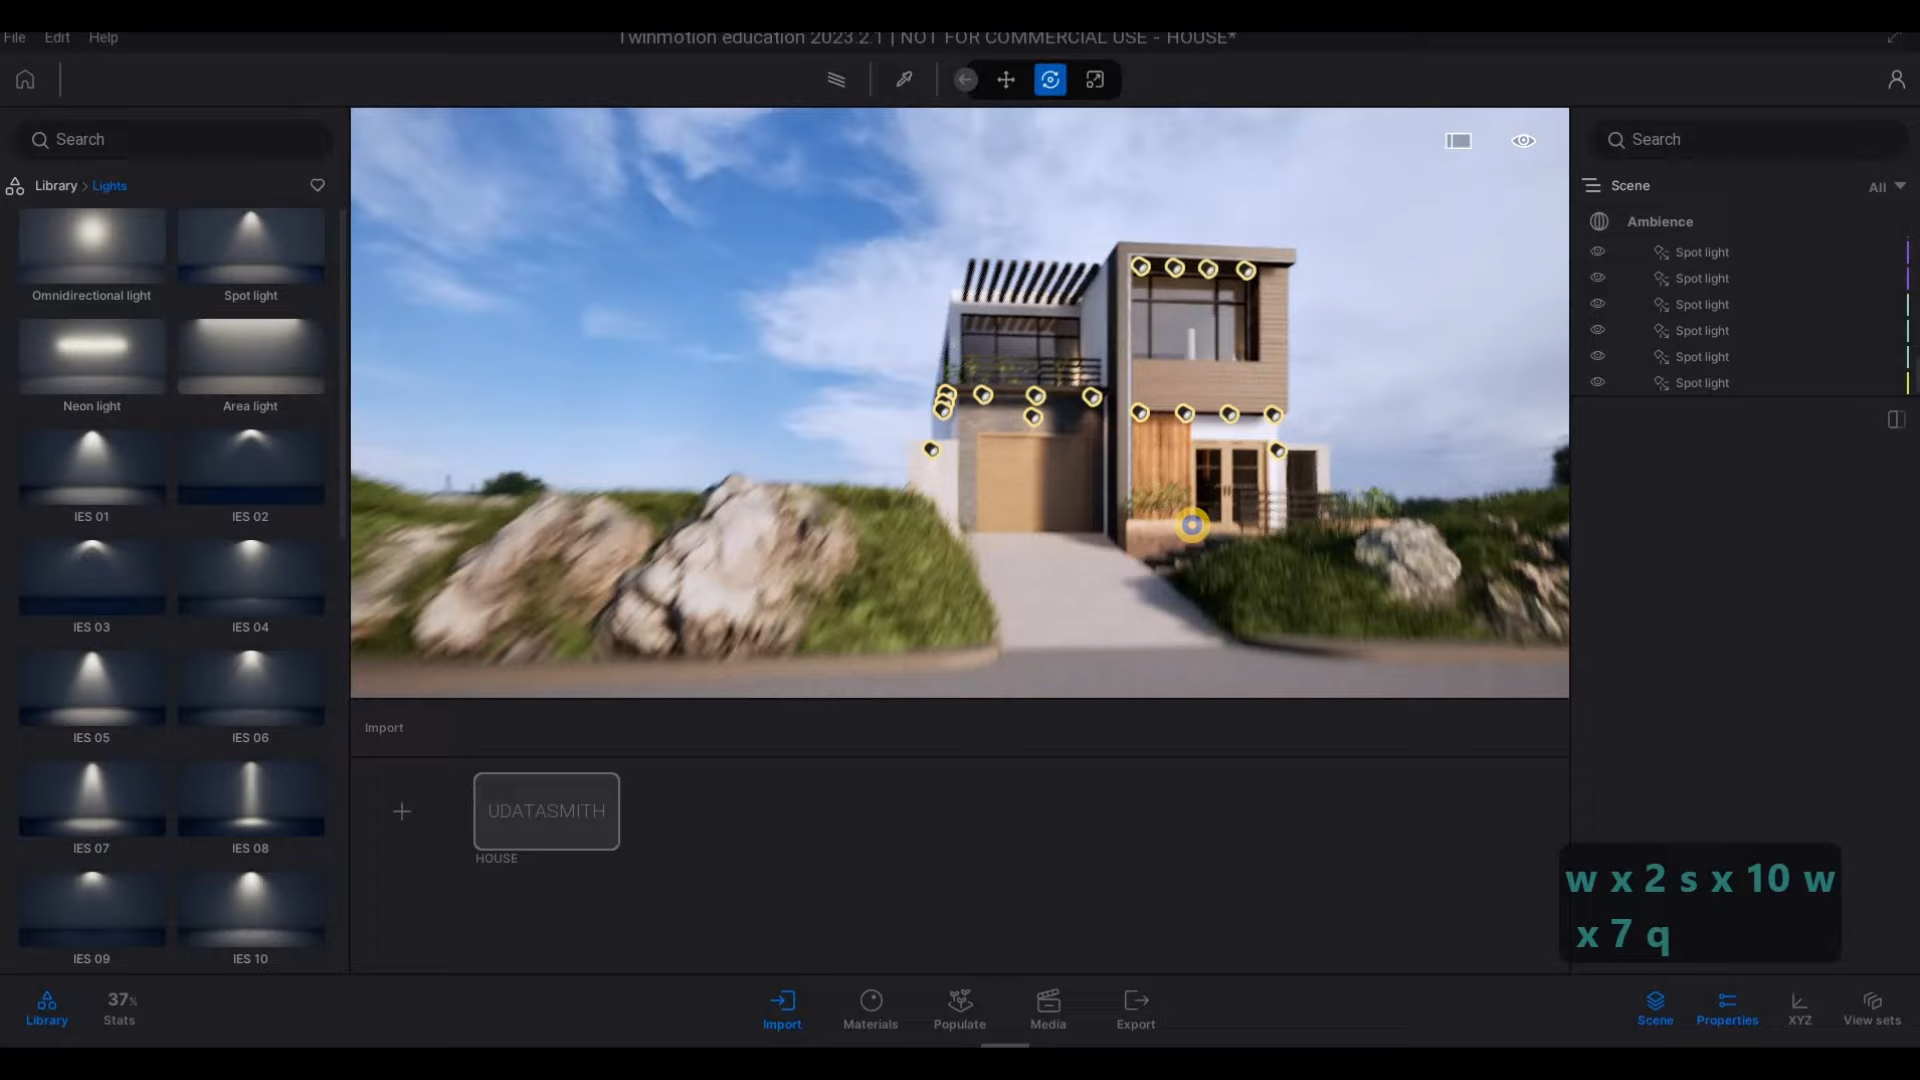 File Edit Help
Twinmotion education 2023.2.1 | NOT FOR COMMERCIAL USE - HOUSE*
Search
Library > Lights
Omnidirectional light
Spot light
Neon light
Area light
IES 01
IES 02
IES 03
IES 04
IES 05
IES 06
IES 07
IES 08
IES 09
IES 10
Search
Scene
All
Ambience
Spot light
Spot light
Spot light
Spot light
Spot light
Spot light
Import
UDATASMITH
HOUSE
w x 2 s x 10 w
x 7 q
Library
37%
Stats
Import
Materials
Populate
Media
Export
Scene
Properties
XYZ
View sets